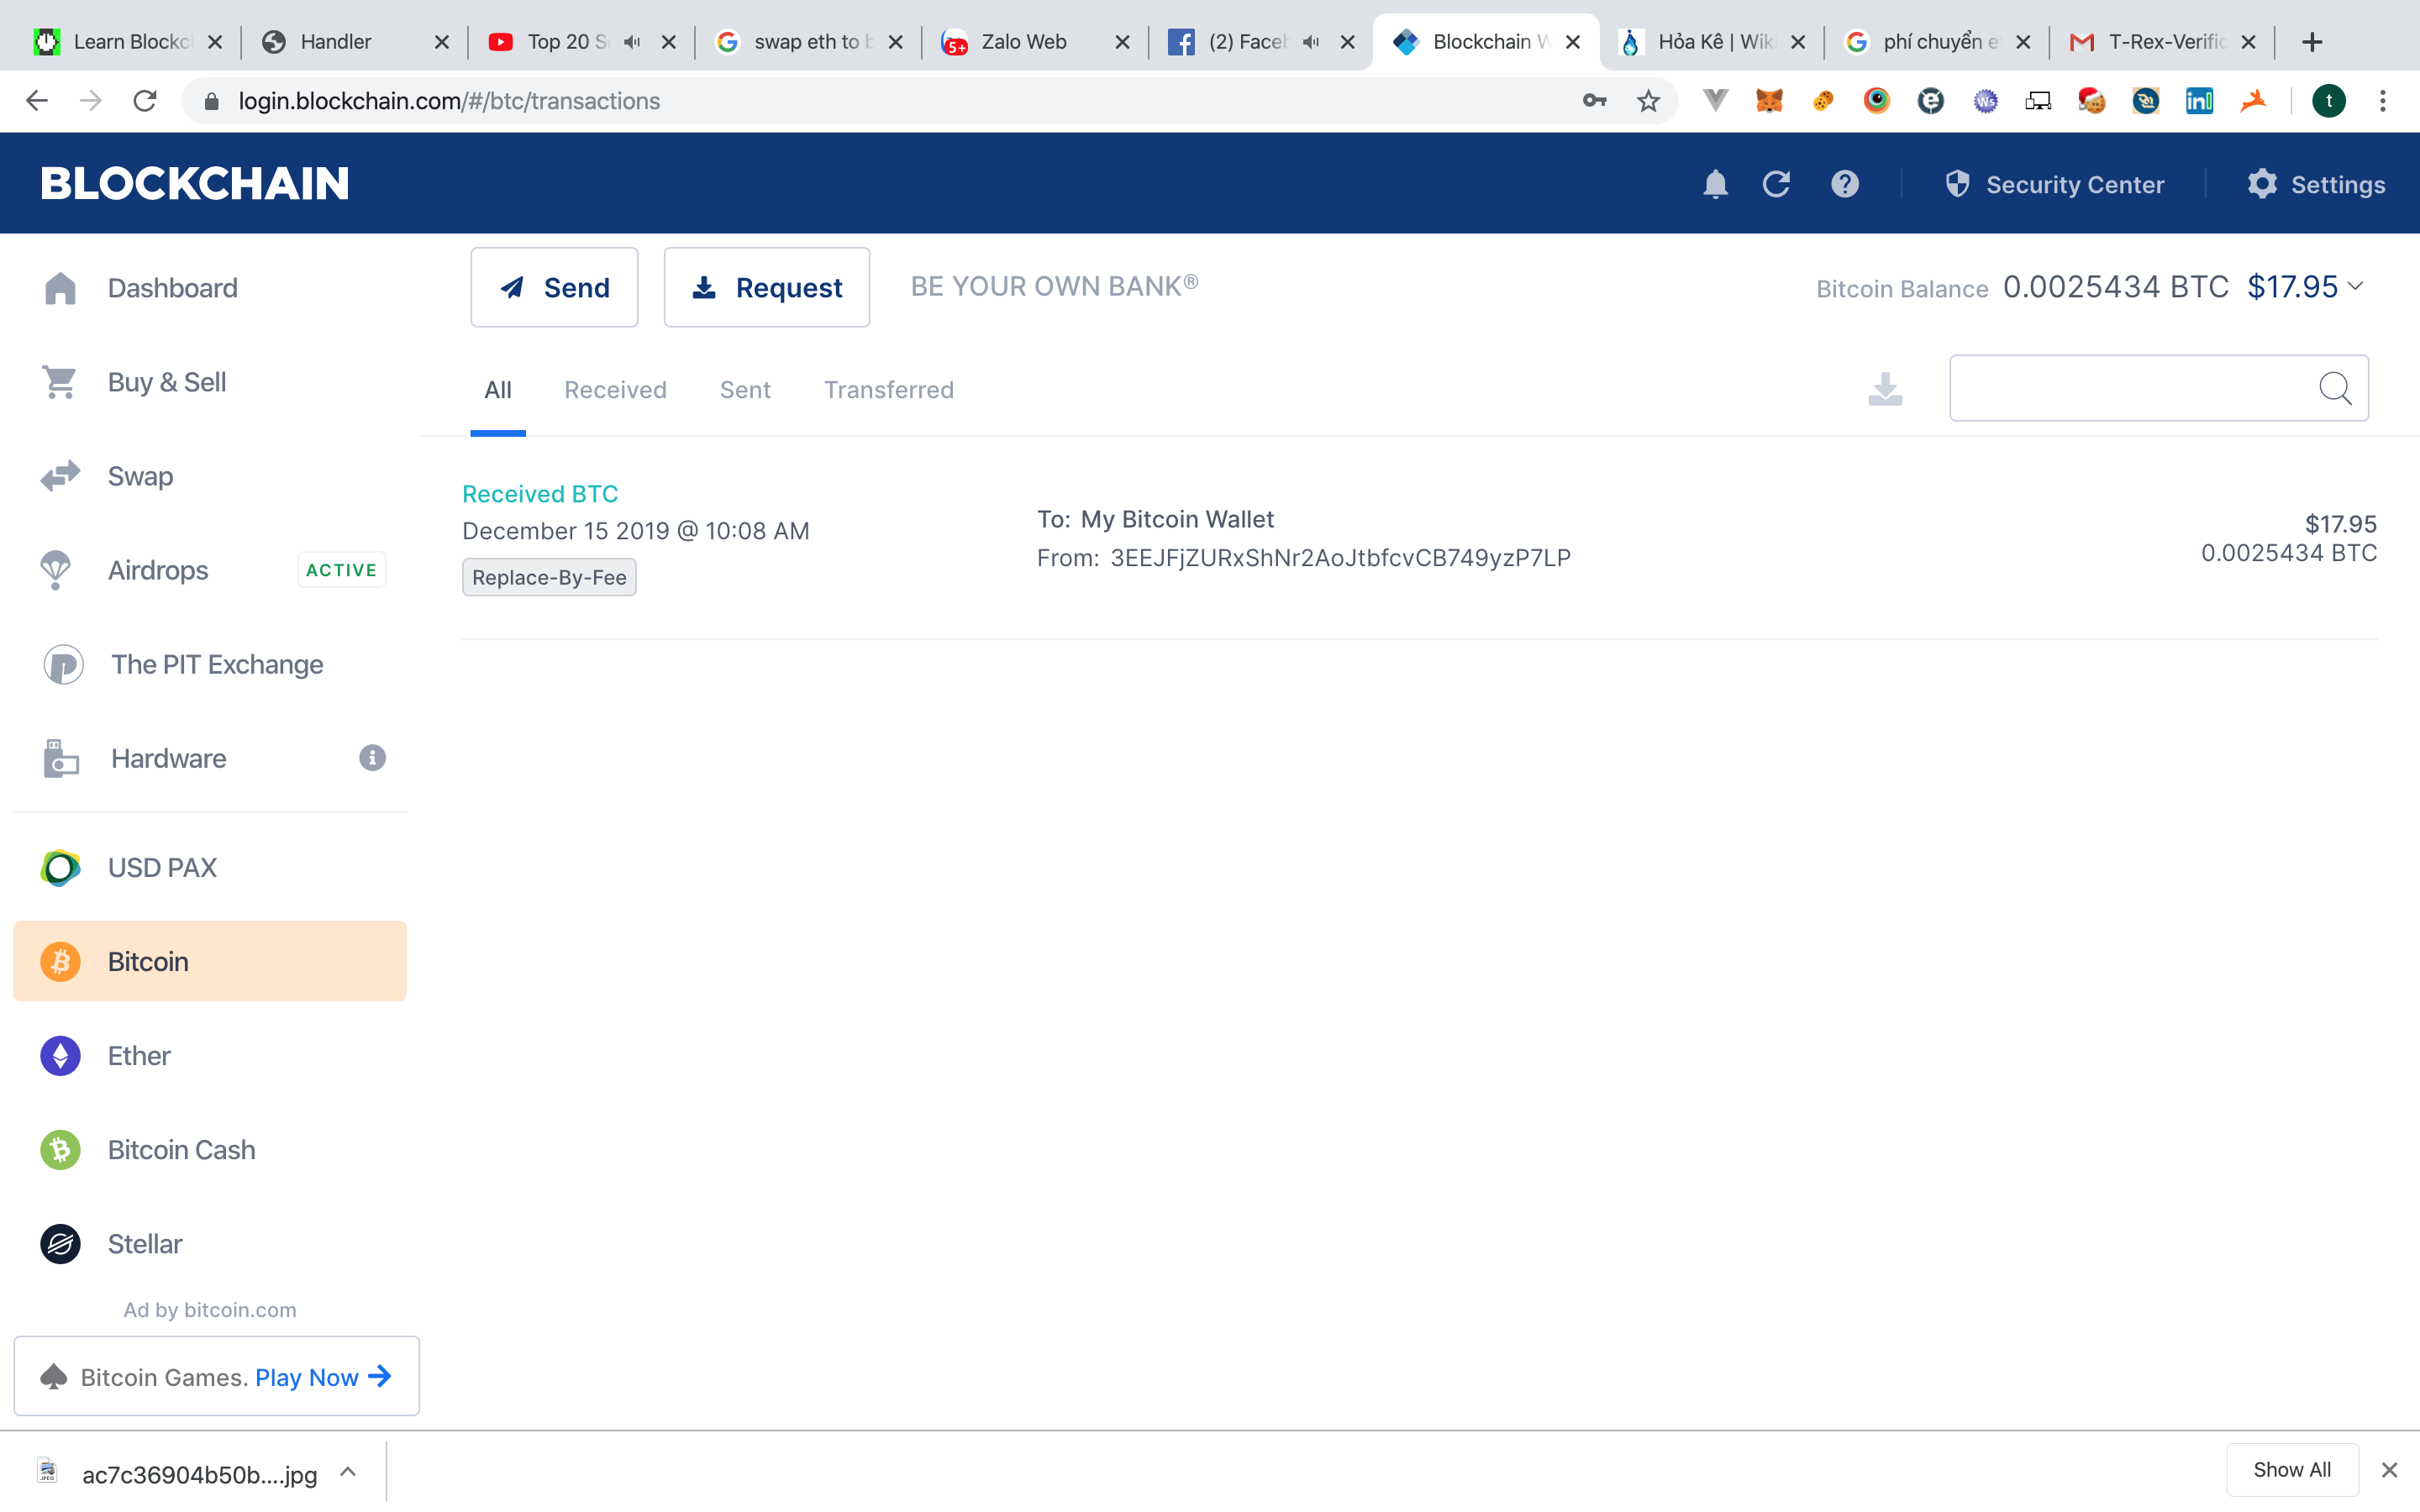 Learn Blockc
Handler
Top 20 S
swap eth to b
Zalo Web
(2) Faceb
Blockchain W
Hỏa Kê | Wiki
phí chuyển e
T-Rex-Verific
login.blockchain.com/#/btc/transactions
BLOCKCHAIN
Security Center
Settings
Dashboard
Send
Request
BE YOUR OWN BANK®
Bitcoin Balance 0.0025434 BTC $17.95
Buy & Sell
All
Received
Sent
Transferred
Swap
Received BTC
December 15 2019 @ 10:08 AM
Replace-By-Fee
To: My Bitcoin Wallet
From: 3EEJFjZURxShNr2AoJtbfcvCB749yzP7LP
$17.95
0.0025434 BTC
Airdrops
ACTIVE
The PIT Exchange
Hardware
USD PAX
Bitcoin
Ether
Bitcoin Cash
Stellar
Ad by bitcoin.com
Bitcoin Games. Play Now
ac7c36904b50b....jpg
Show All